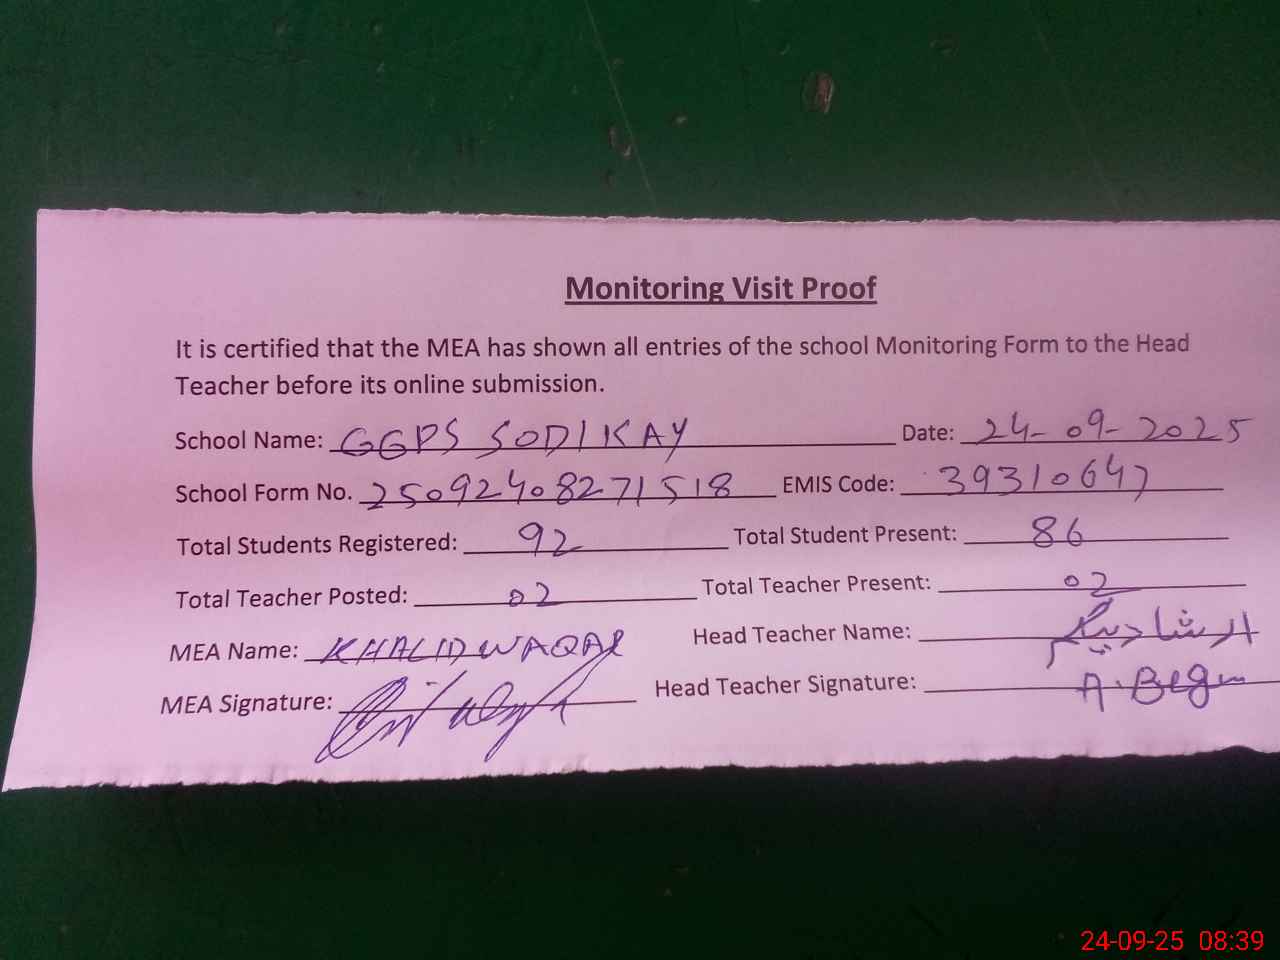 Monitoring Visit Proof
It is certified that the MEA has shown all entries of the school Monitoring Form to the Head
Teacher before its online submission.
School Name: GGPS SODIKAY Date: 24-09-2025
School Form No. 25092408271518 EMIS Code: 39310647
Total Students Registered: 92 Total Student Present: 86
Total Teacher Posted: 02 Total Teacher Present: 02
MEA Name: KHALID WAQAR Head Teacher Name:
MEA Signature: Head Teacher Signature: A. Begum
24-09-25 08:39